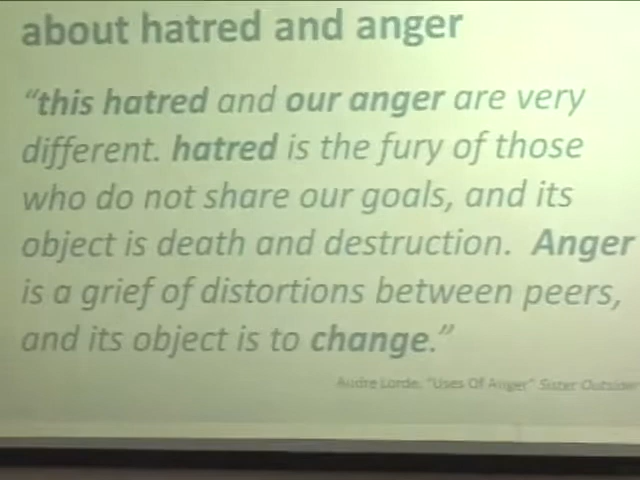 about hatred and anger
“this hatred and our anger are very
different. hatred is the fury of those
who do not share our goals, and its
object is death and destruction. Anger
is a grief of distortions between peers,
and its object is to change.”
Audre Lorde, “Uses Of Anger” Sister Outsider